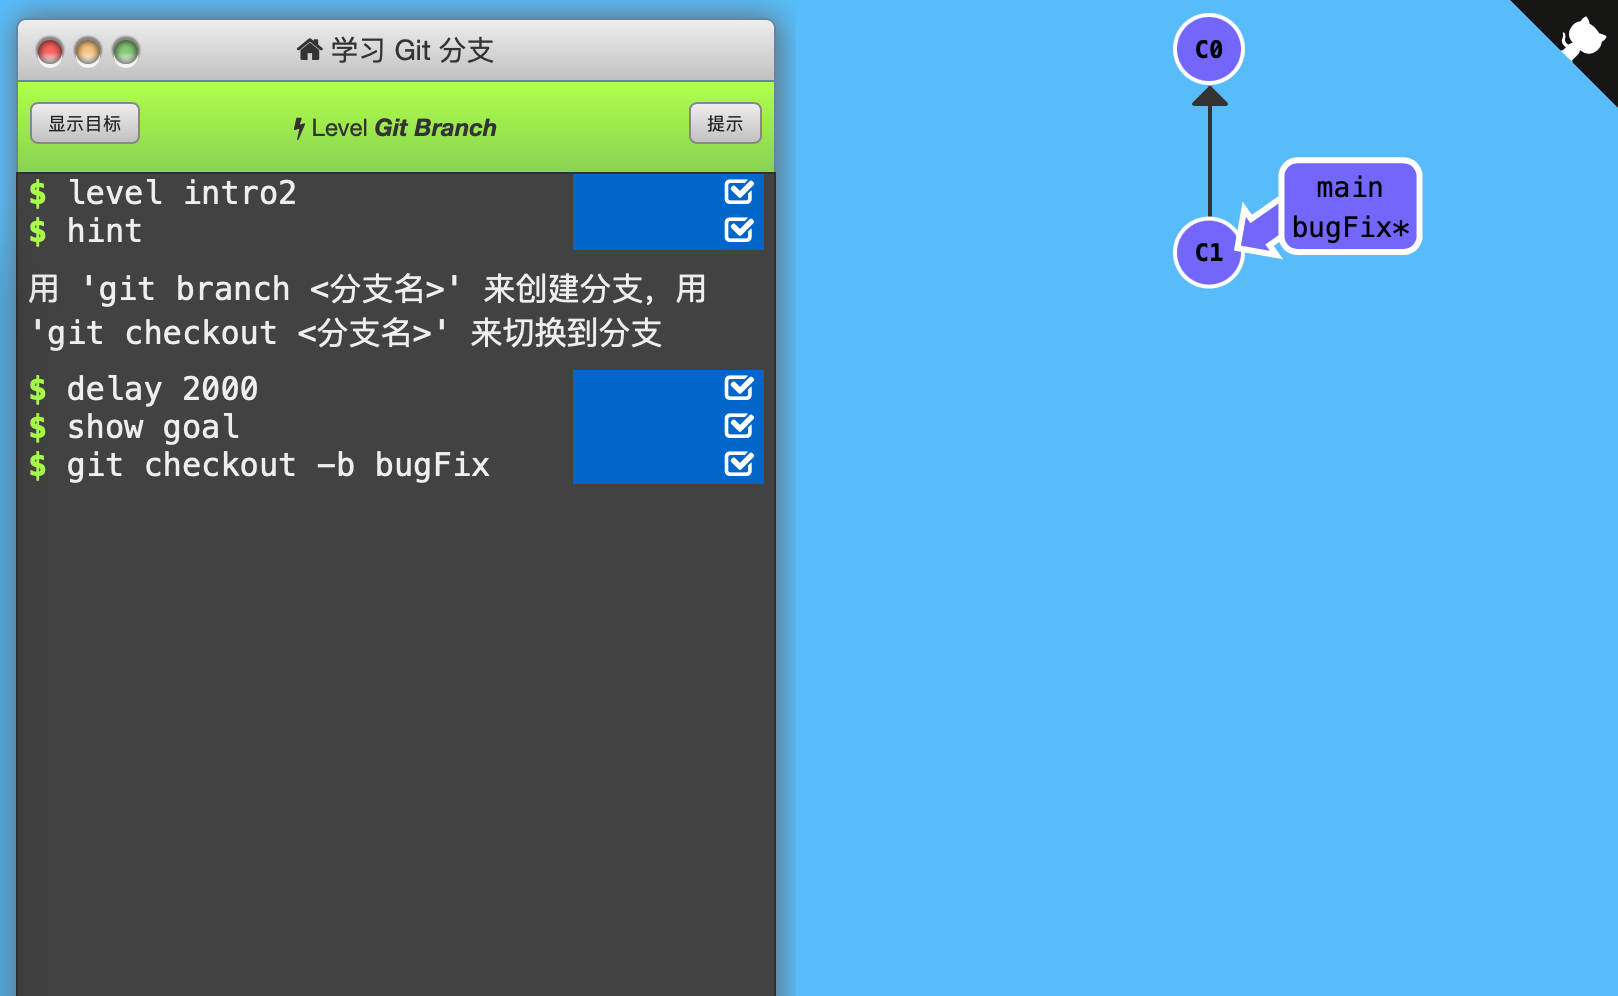 学习 Git 分支
显示目标
Level Git Branch
提示
$ level intro2
$ hint
用 'git branch <分支名>' 来创建分支，用
'git checkout <分支名>' 来切换到分支
$ delay 2000
$ show goal
$ git checkout -b bugFix
C0
main
bugFix*
C1